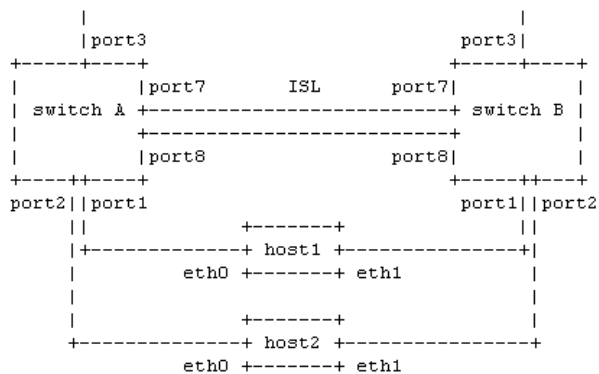 port3 port3
port7 ISL port7
switch A switch B
port8 port8
port2 port1 port1 port2
host1
eth0 eth1
host2
eth0 eth1